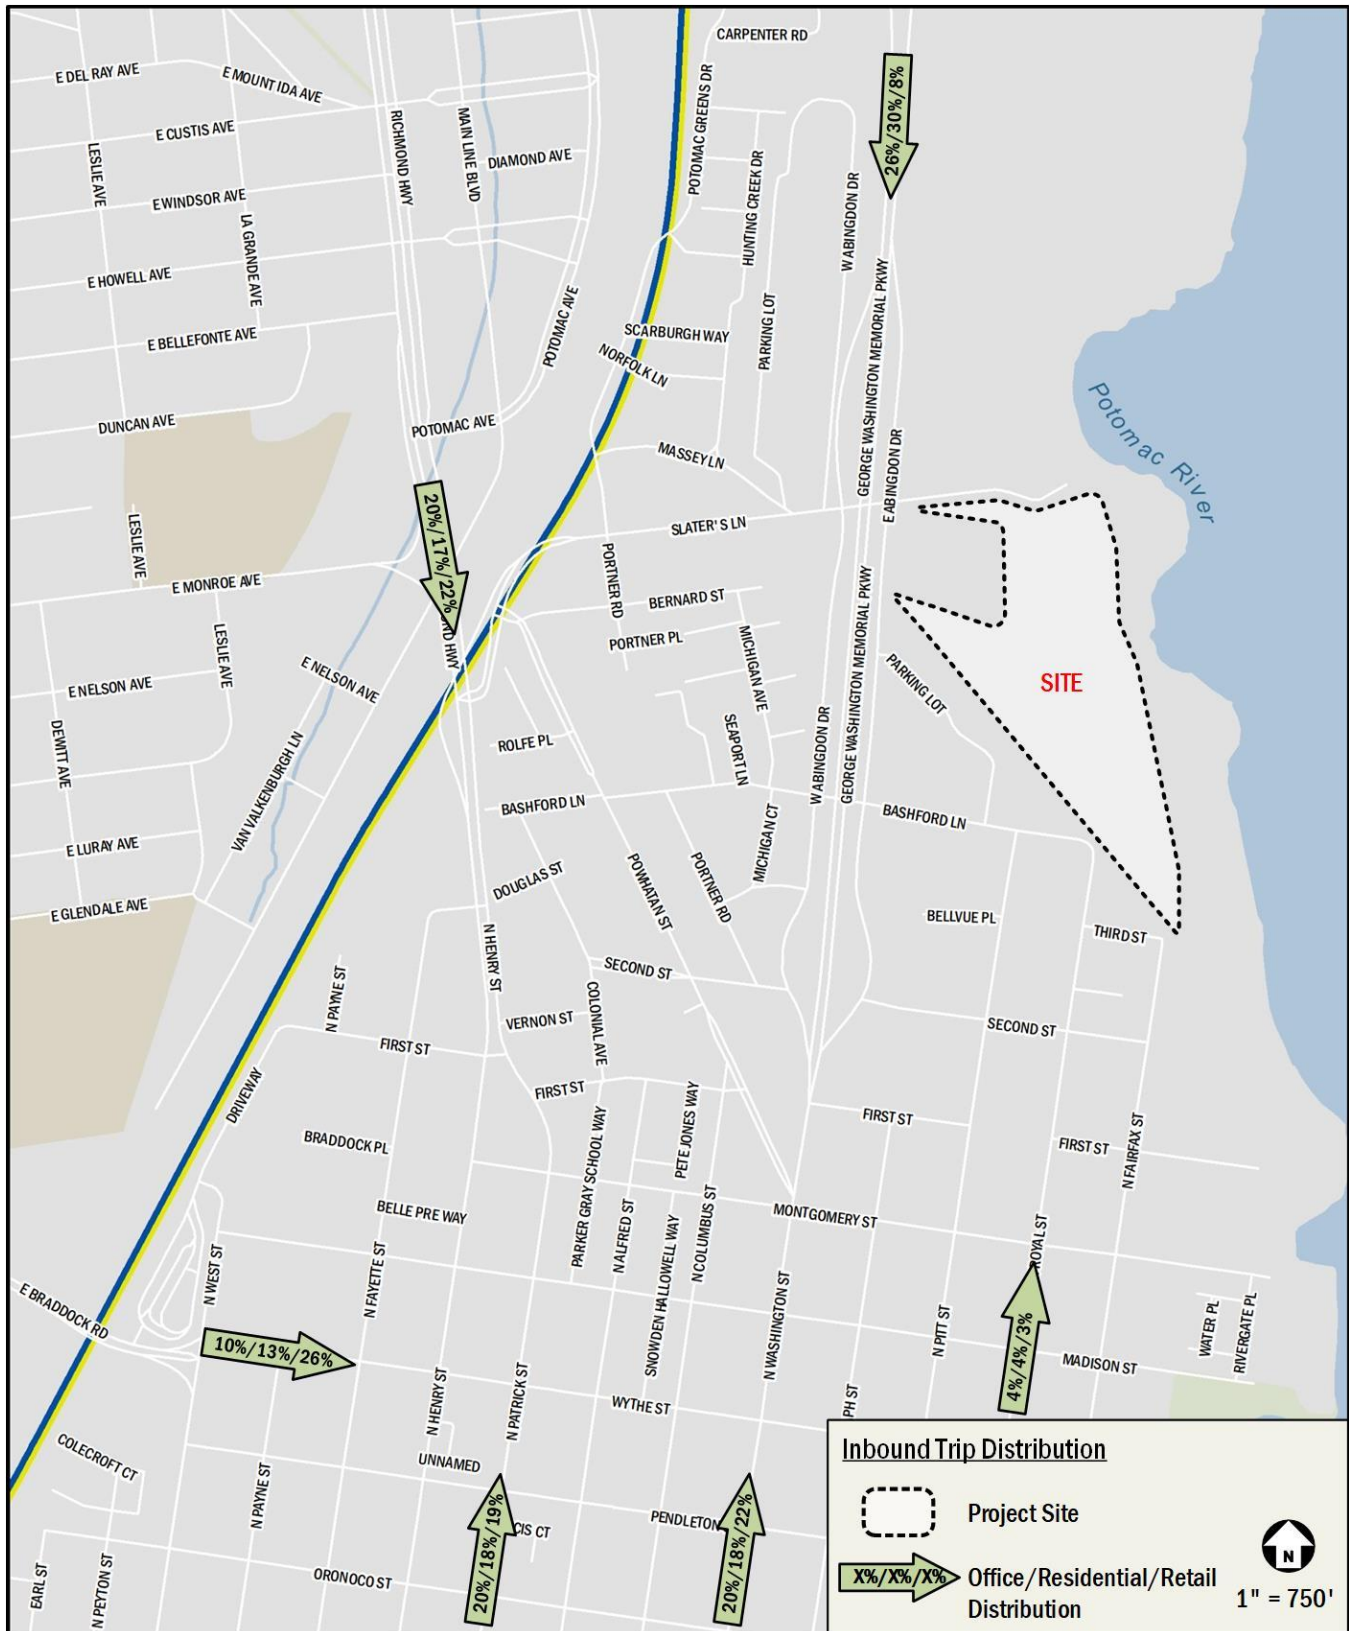 CARPENTER RD
E DEL RAY AVE
E MOUNT IDA AVE
26%/30%/8%
E CUSTIS AVE
RICHMOND HWY
MAIN LINE BLVD
POTOMAC GREENS DR
LESLIE AVE
DIAMOND AVE
HUNTING CREEK DR
W ABINGDON DR
E WINDSOR AVE
LA GRANDE AVE
E HOWELL AVE
E BELLEFONTE AVE
POTOMAC AVE
SCARBURGH WAY
NORFOLK LN
PARKING LOT
GEORGE WASHINGTON MEMORIAL PKWY
Potomac River
DUNCAN AVE
POTOMAC AVE
MASSEY LN
E ABINGDON DR
20%/17%/22%
OND HWY
SLATER'S LN
LESLIE AVE
E MONROE AVE
PORTNER RD
BERNARD ST
PORTNER PL
MICHIGAN AVE
GEORGE WASHINGTON MEMORIAL PKWY
PARKING LOT
SITE
LESLIE AVE
E NELSON AVE
E NELSON AVE
DEWITT AVE
VAN VALKENBURGH LN
ROLFE PL
SEAPORT LN
W ABINGDON DR
BASHFORD LN
BASHFORD LN
E LURAY AVE
MICHIGAN CT
DOUGLAS ST
POWHATAN ST
PORTNER RD
E GLENDALE AVE
BELLVUE PL
THIRD ST
N HENRY ST
SECOND ST
N PAYNE ST
COLONIAL AVE
VERNON ST
SECOND ST
FIRST ST
FIRST ST
DRIVEWAY
FIRST ST
FIRST ST
N FAIRFAX ST
BRADDOCK PL
PARKER GRAY SCHOOL WAY
PETE JONES WAY
BELLE PRE WAY
N ALFRED ST
SNOWDEN HALLOWELL WAY
N COLUMBUS ST
MONTGOMERY ST
ROYAL ST
N WEST ST
N FAYETTE ST
N WASHINGTON ST
E BRADDOCK RD
10%/13%/26%
N PITT ST
4%/4%/3%
MADISON ST
WATER PL
RIVERGATE PL
N HENRY ST
N PATRICK ST
WYTHE ST
PH ST
COLECROFT CT
N PAYNE ST
UNNAMED
20%/18%/19%
CIS CT
PENDLETON
20%/18%/22%
ORONOCO ST
EARL ST
N PEYTON ST
Inbound Trip Distribution
Project Site
X%/X%/X%
Office/Residential/Retail
Distribution
N
1" = 750'